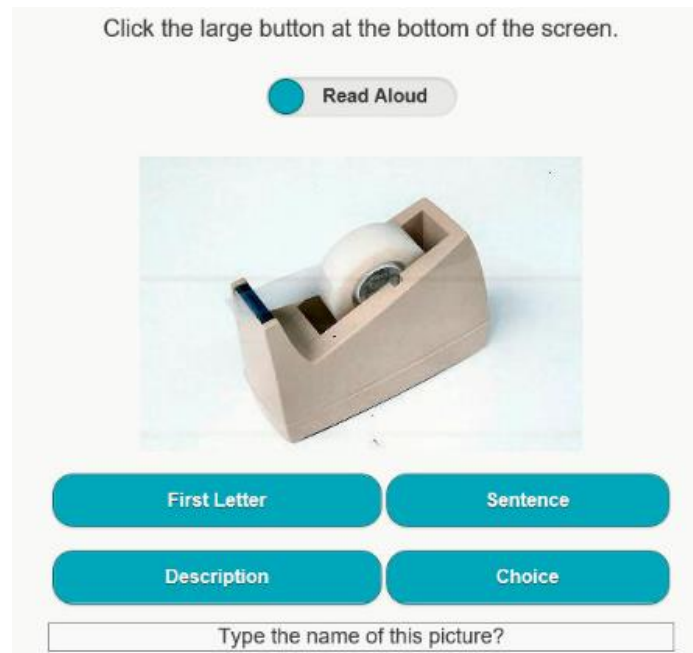 Click the large button at the bottom of the screen.
Read Aloud
First Letter
Sentence
Description
Choice
Type the name of this picture?